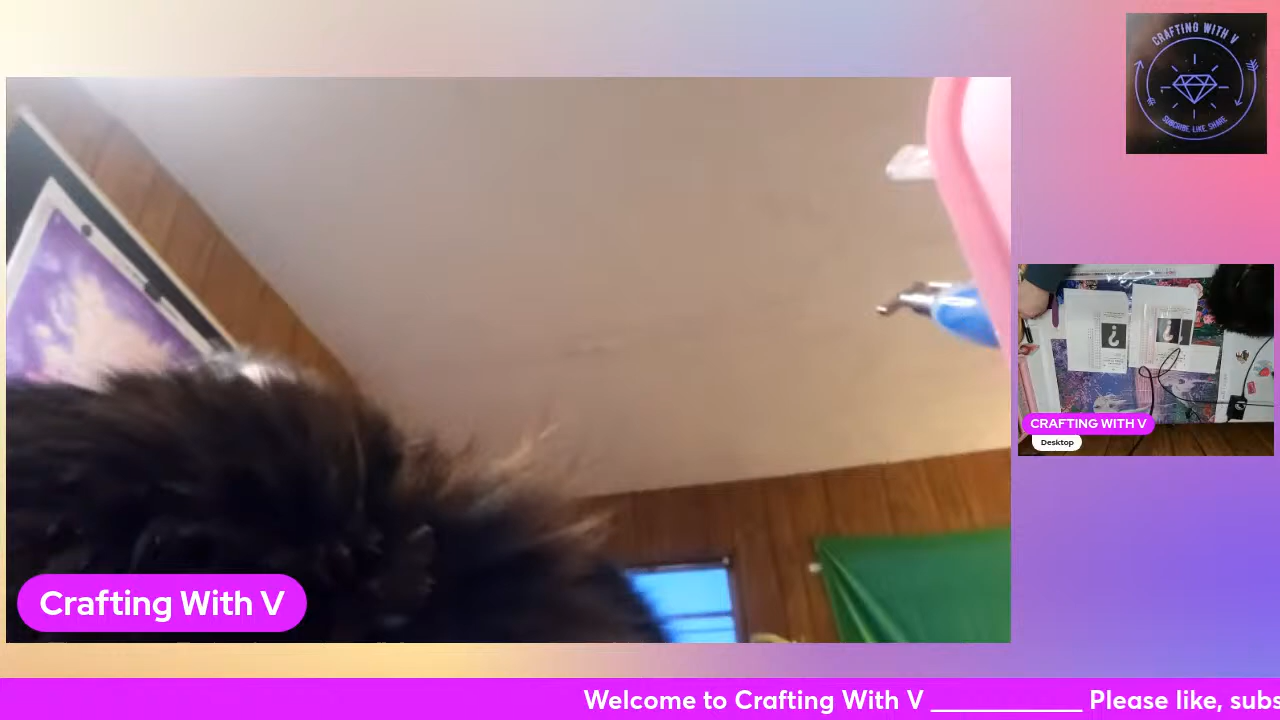 CRAFTING WITH V
SUBSCRIBE, LIKE, SHARE
CRAFTING WITH V
Desktop
Crafting With V
Welcome to Crafting With V ____________ Please like, subs